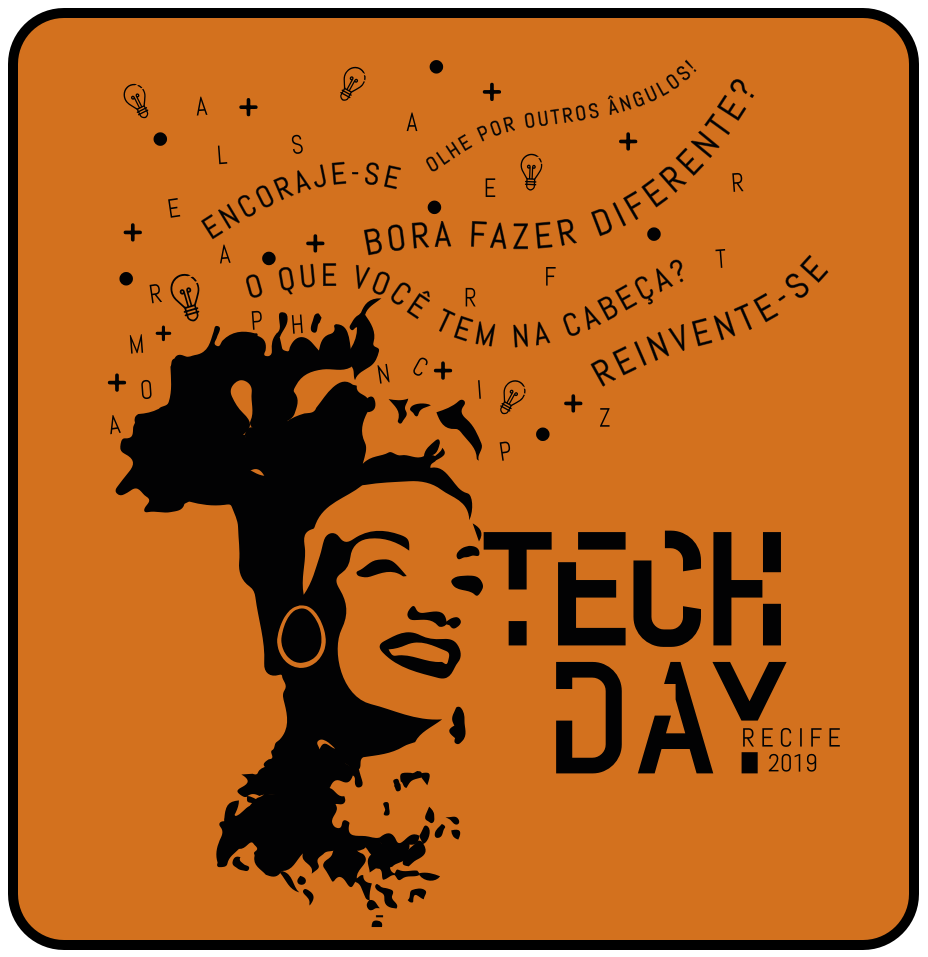 OLHE POR OUTROS ÂNGULOS!
ENCORAJE-SE
BORA FAZER DIFERENTE?
O QUE VOCÊ TEM NA CABEÇA?
REINVENTE-SE
A
A
L
S
E
R
E
A
T
F
R
R
P
H
M
N
C
I
O
A
P
Z
TECH
DAY
RECIFE
2019